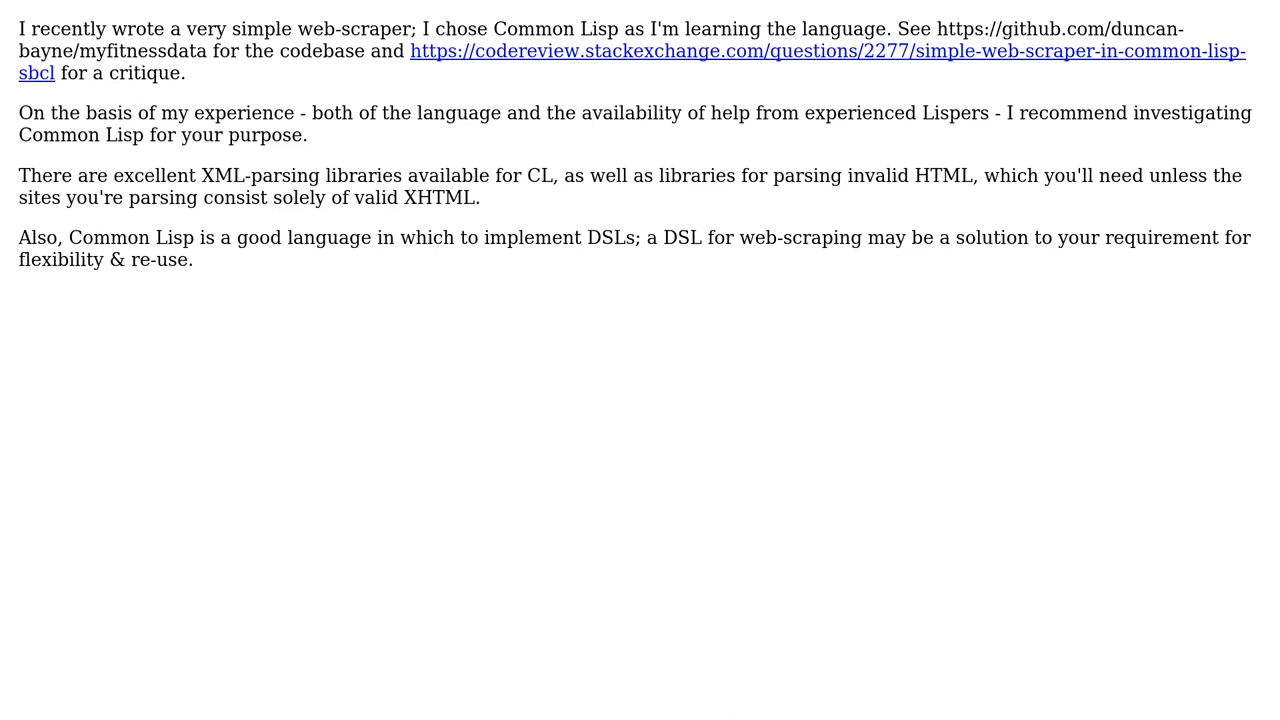 I recently wrote a very simple web-scraper; I chose Common Lisp as I'm learning the language. See https://github.com/duncan-
bayne/myfitnessdata for the codebase and https://codereview.stackexchange.com/questions/2277/simple-web-scraper-in-common-lisp-
sbcl for a critique.
On the basis of my experience - both of the language and the availability of help from experienced Lispers - I recommend investigating
Common Lisp for your purpose.
There are excellent XML-parsing libraries available for CL, as well as libraries for parsing invalid HTML, which you'll need unless the
sites you're parsing consist solely of valid XHTML.
Also, Common Lisp is a good language in which to implement DSLs; a DSL for web-scraping may be a solution to your requirement for
flexibility & re-use.